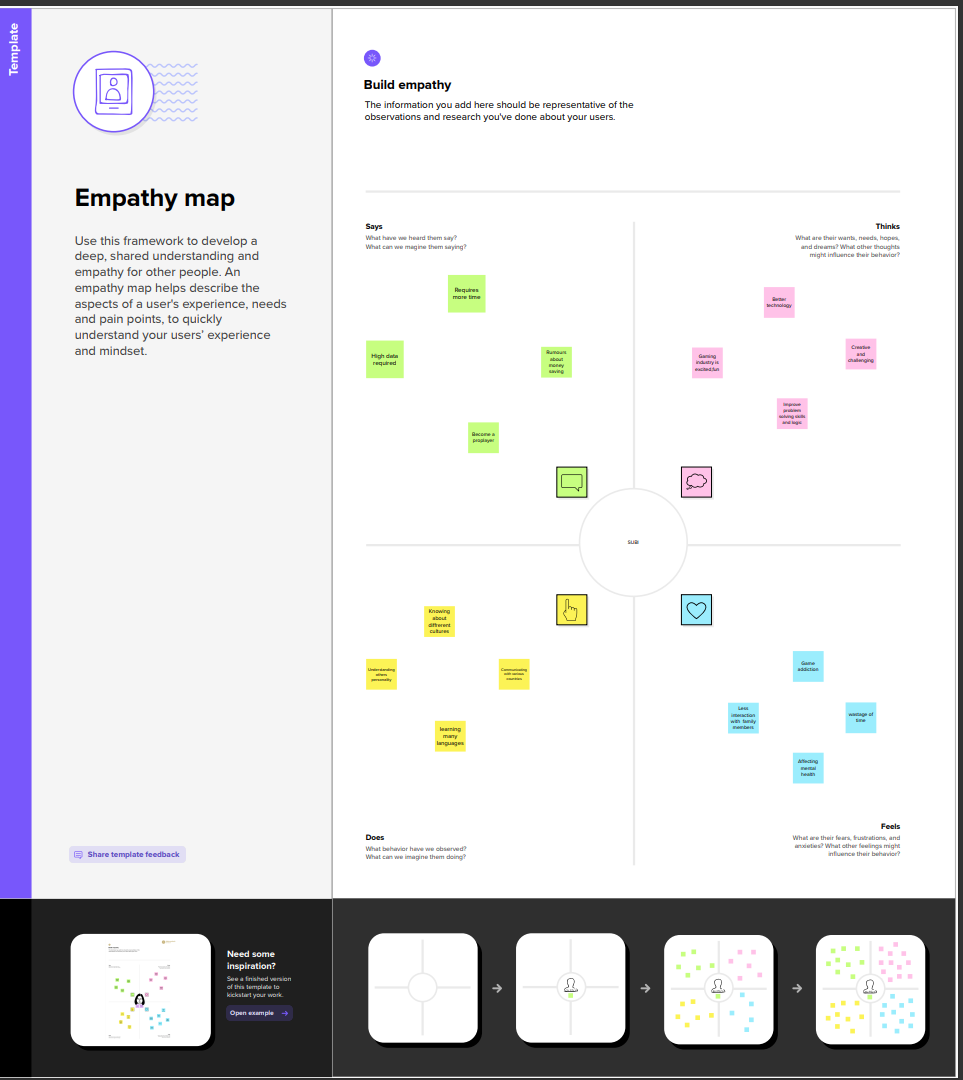 Template
Empathy map
Use this framework to develop a
deep, shared understanding and
empathy for other people. An
empathy map helps describe the
aspects of a user's experience, needs
and pain points, to quickly
understand your users' experience
and mindset.
Share template feedback
Build empathy
The information you add here should be representative of the
observations and research you've done about your users.
Says
What have we heard them say?
What can we magine them saying?
Thinks
What are their wants, needs, hopes,
and dreams? What other thoughts
might influence their behavior?
Requires
more time
High data
required
Rumours
about
money
saving
Become a
proplayer
Better
technology
Gaming
industry is
excited,fun
Creative
and
challenging
Improve
problem
solving skills
and logic
SUBI
Knowing
about
diffrerent
cultures
Understanding
others
personality
Communicating
with various
countries
learning
many
languages
Game
addiction
Less
interaction
with family
members
wastage of
time
Affecting
mental
health
Does
What behavior have we observed?
What can we imagine them doing?
Feels
What are their fears, frustrations, and
anxieties? What other feelings might
influence their behavior?
Need some
inspiration?
See a finished version
of this template to
kickstart your work.
Open example